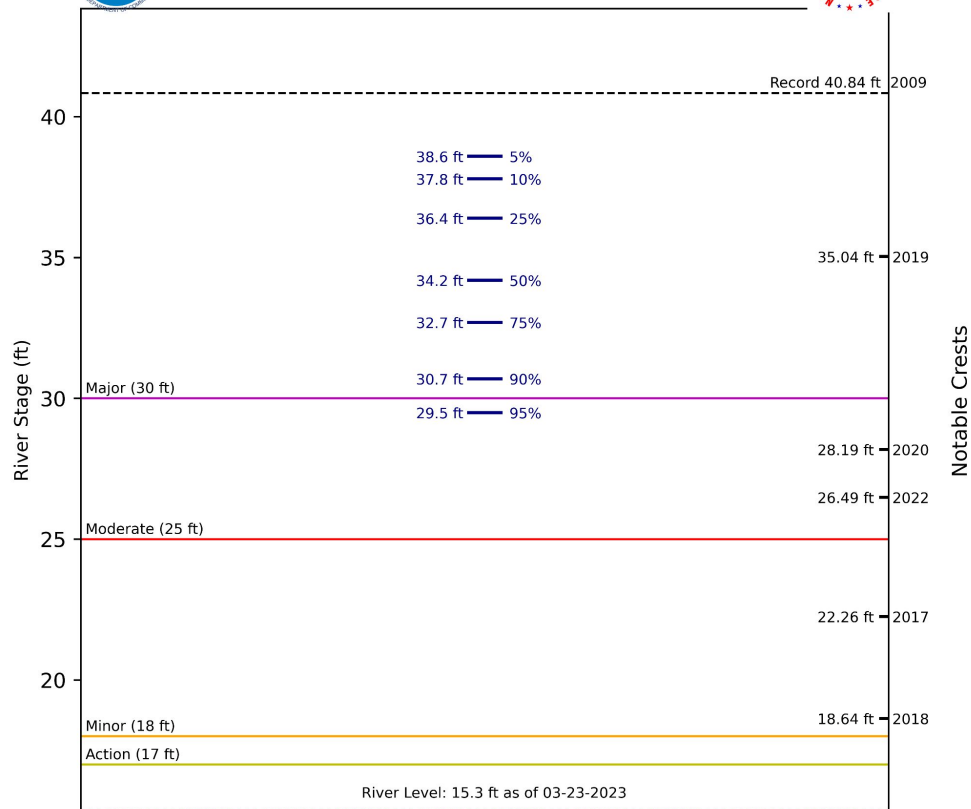 DEPARTMENT OF COMM
Record 40.84 ft 2009
40
38.6 ft 5%
37.8 ft 10%
36.4 ft 25%
35
35.04 ft 2019
34.2 ft 50%
32.7 ft 75%
30.7 ft 90%
Major (30 ft)
30
29.5 ft 95%
28.19 ft 2020
26.49 ft 2022
Moderate (25 ft)
25
22.26 ft 2017
20
18.64 ft 2018
Minor (18 ft)
Action (17 ft)
River Level: 15.3 ft as of 03-23-2023
River Stage (ft)
Notable Crests